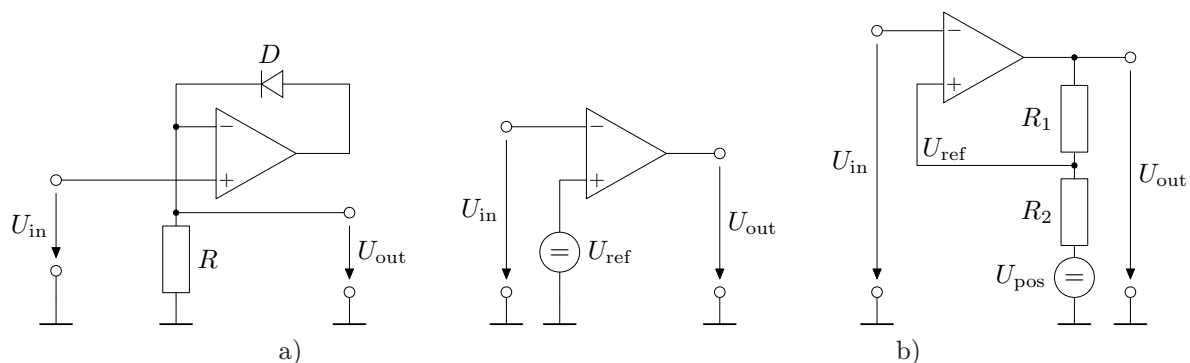 D
−
+
U_in
R
U_out
−
+
U_in
=
U_ref
U_out
a)
−
+
U_in
U_ref
R_1
R_2
U_pos
=
U_out
b)